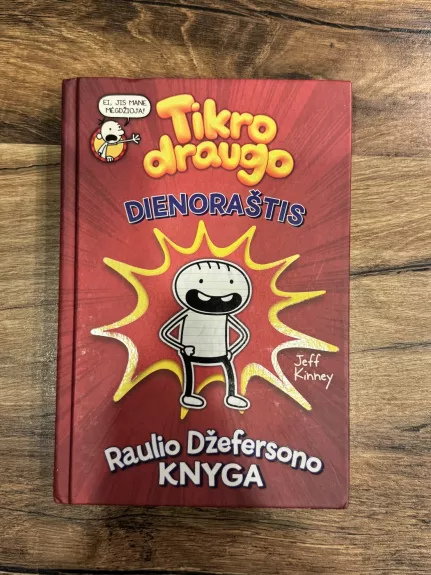 EI, JIS MANE
MĖGDŽIOJA!
Tikro
draugo
DIENORAŠTIS
Jeff
Kinney
Raulio Džefersono
KNYGA